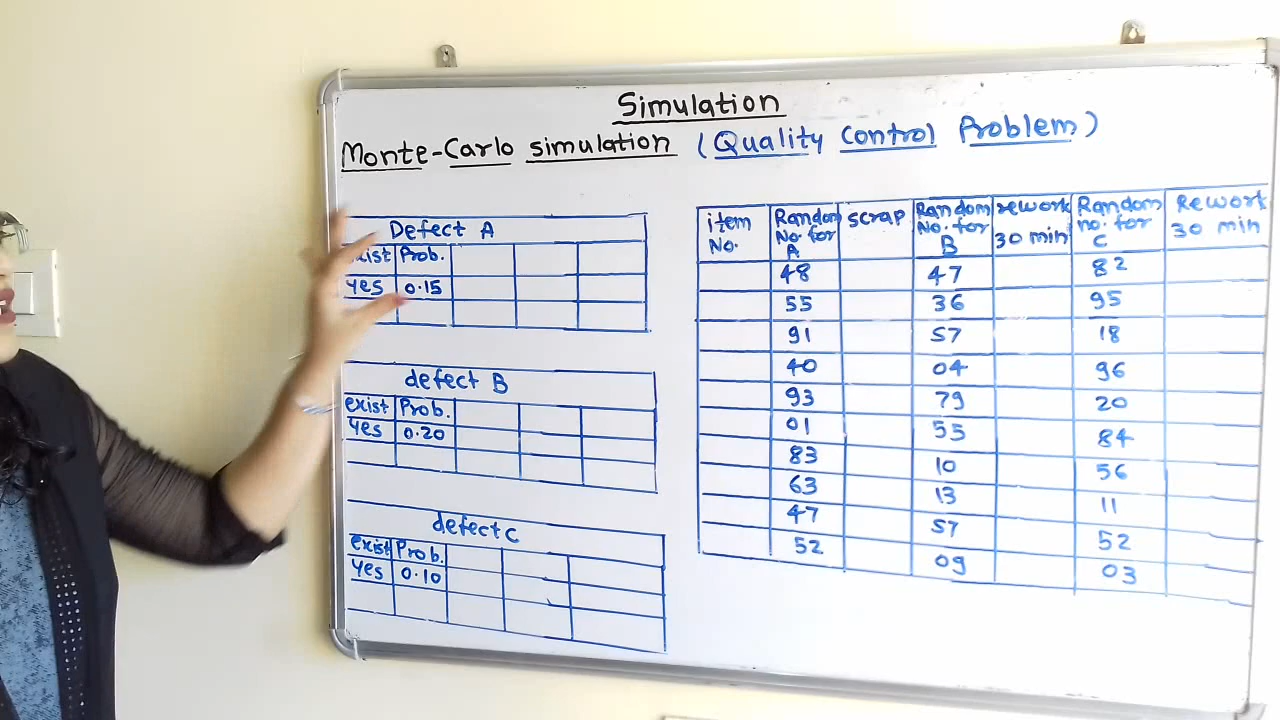 Simulation
Monte-Carlo simulation (Quality Control Problem)
Defect A
Prob.
yes 0.15
defect B
exist Prob.
Yes 0.20
defect C
exist Prob.
Yes 0.10
item No. Random No. for A scrap Random No. for B rework 30 min Random no. for C Rework 30 min
48 47 82
55 36 95
91 57 18
40 04 96
93 79 20
01 55 84
83 10 56
63 13 11
47 57 52
52 09 03